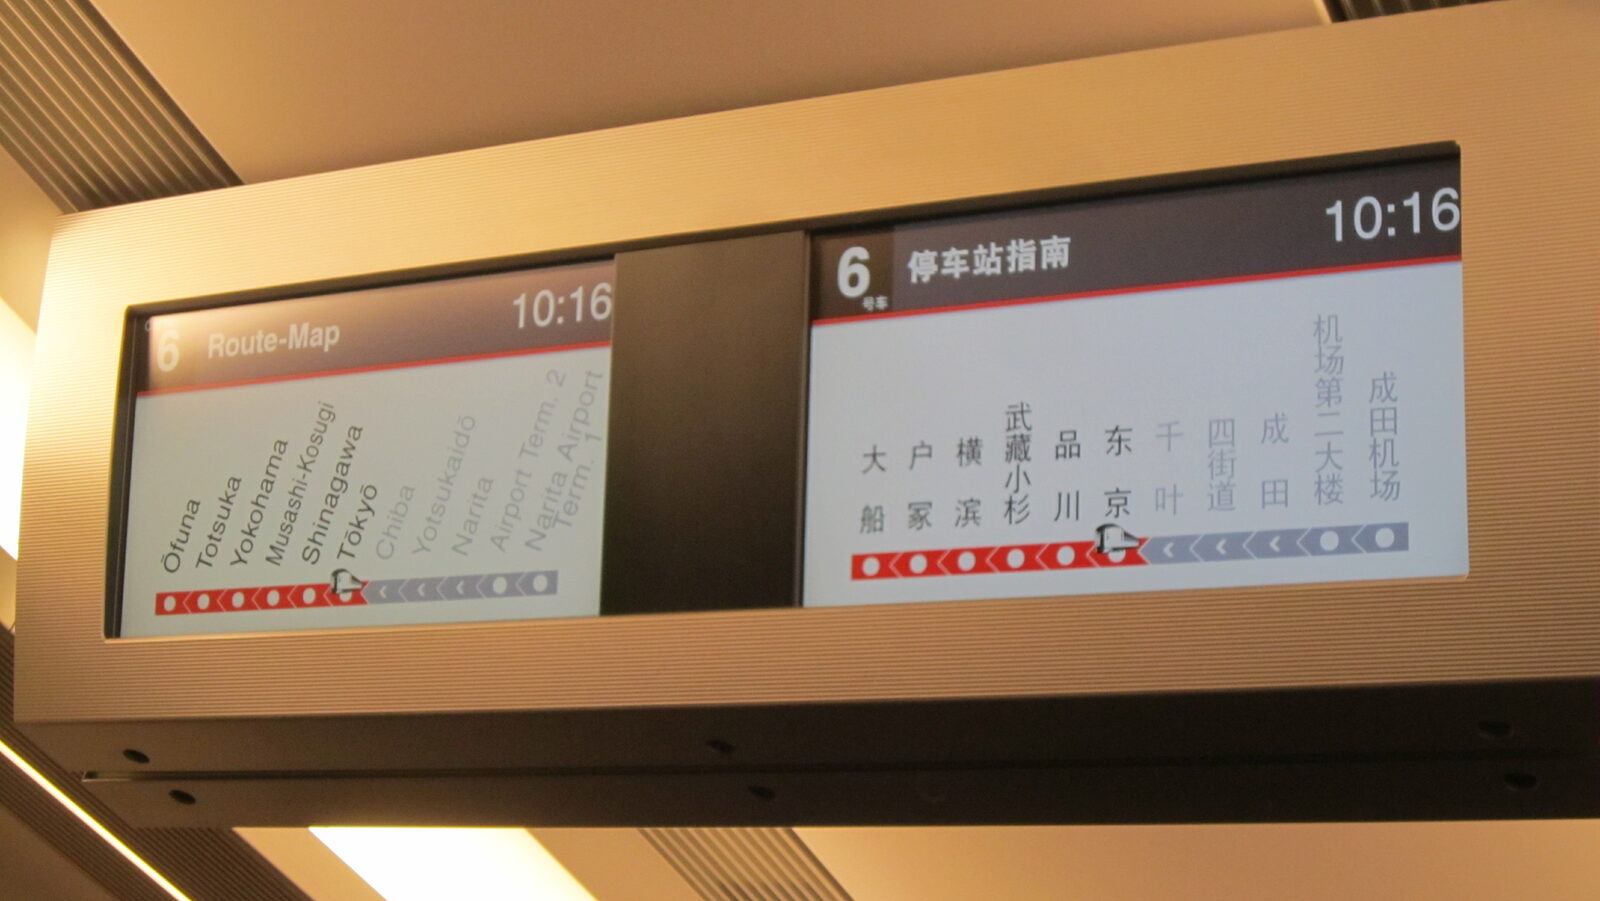 6 Route-Map 10:16
Ōfuna
Totsuka
Yokohama
Musashi-Kosugi
Shinagawa
Tōkyō
Chiba
Yotsukaidō
Narita
Airport Term. 2
Narita Airport
Term. 1
6号车 停车站指南 10:16
大船
户冢
横滨
武藏小杉
品川
东京
千叶
四街道
成田
机场第二大楼
成田机场